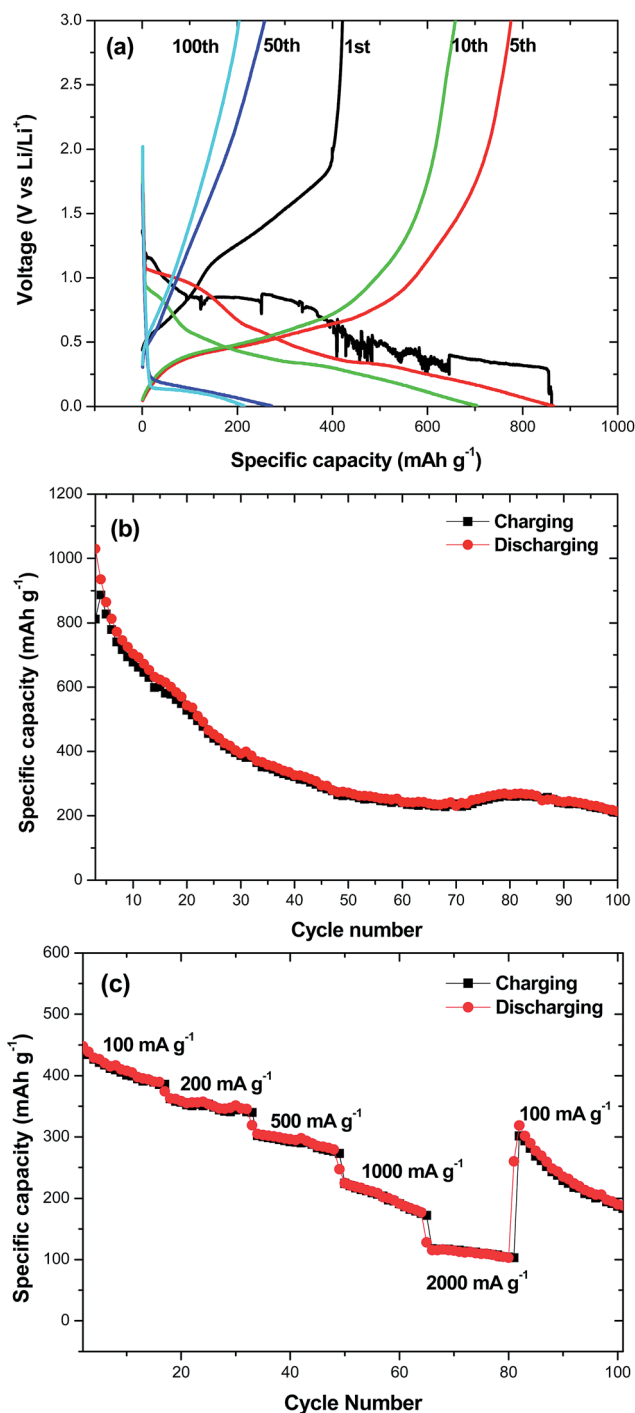 (a)
100th 50th 1st 10th 5th
3.0
2.5
2.0
1.5
1.0
0.5
0.0
Voltage (V vs Li/Li⁺)
0 200 400 600 800 1000
Specific capacity (mAh g⁻¹)
(b)
Charging
Discharging
1200
1000
800
600
400
200
0
Specific capacity (mAh g⁻¹)
10 20 30 40 50 60 70 80 90 100
Cycle number
(c)
Charging
Discharging
600
500
400
300
200
100
0
Specific capacity (mAh g⁻¹)
100 mA g⁻¹
200 mA g⁻¹
500 mA g⁻¹
1000 mA g⁻¹
2000 mA g⁻¹
100 mA g⁻¹
20 40 60 80 100
Cycle Number